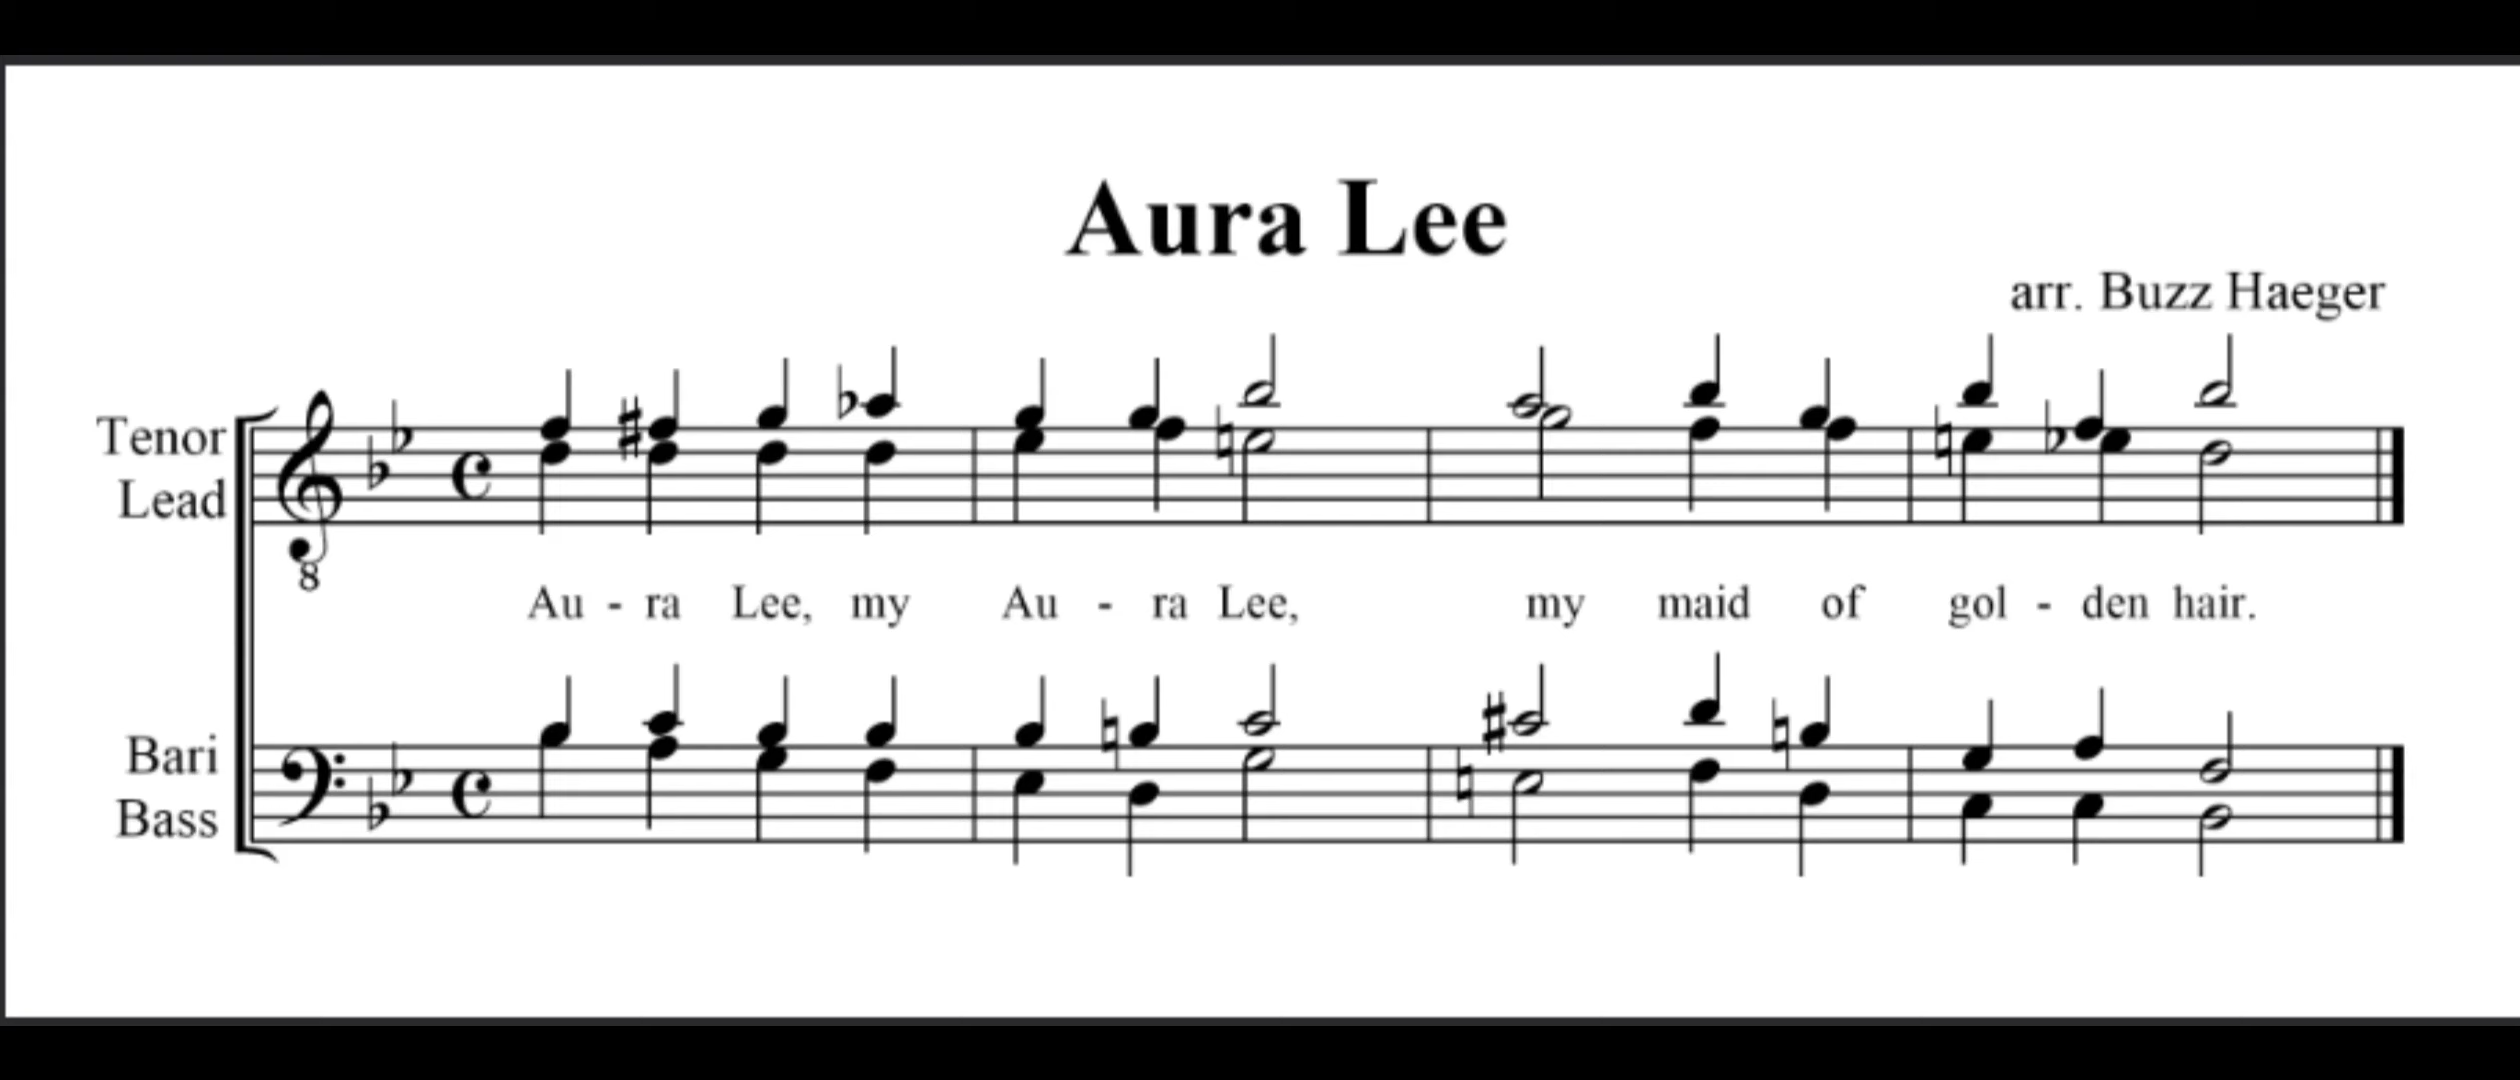 Aura Lee
arr. Buzz Haeger
Tenor
Lead
8
Au - ra Lee, my Au - ra Lee, my maid of gol - den hair.
Bari
Bass